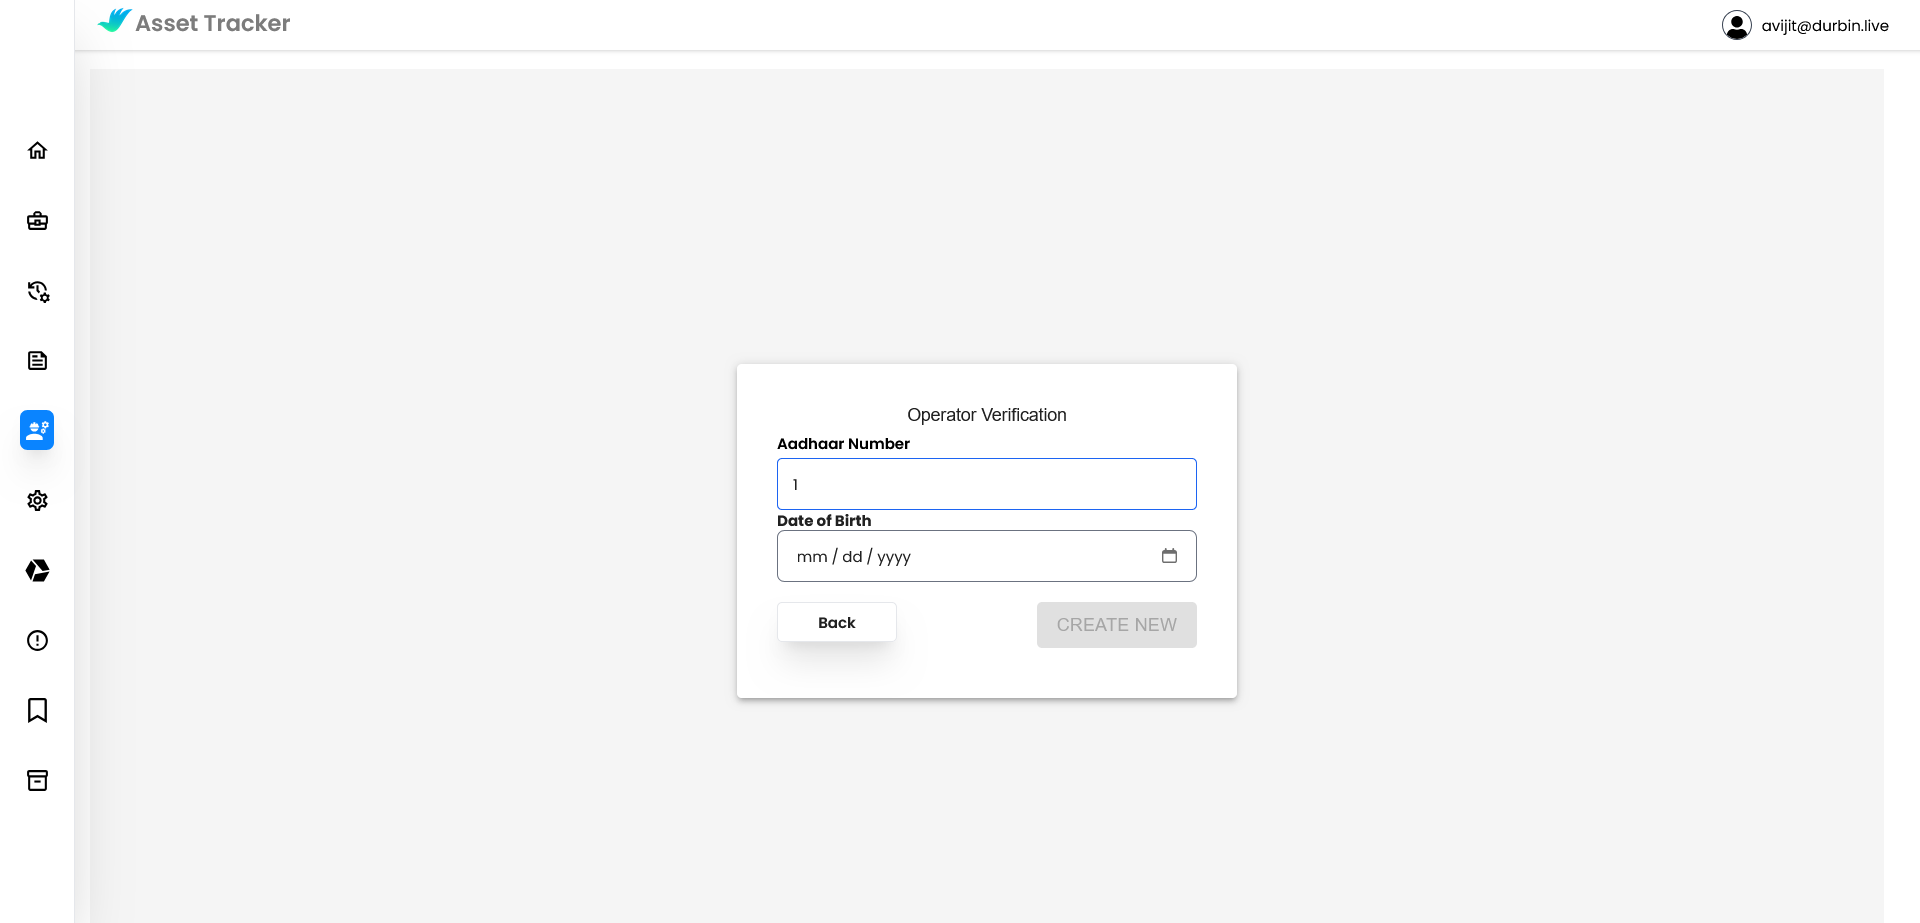 Asset Tracker
avijit@durbin.live
Operator Verification
Aadhaar Number
1
Date of Birth
mm / dd / yyyy
Back
CREATE NEW